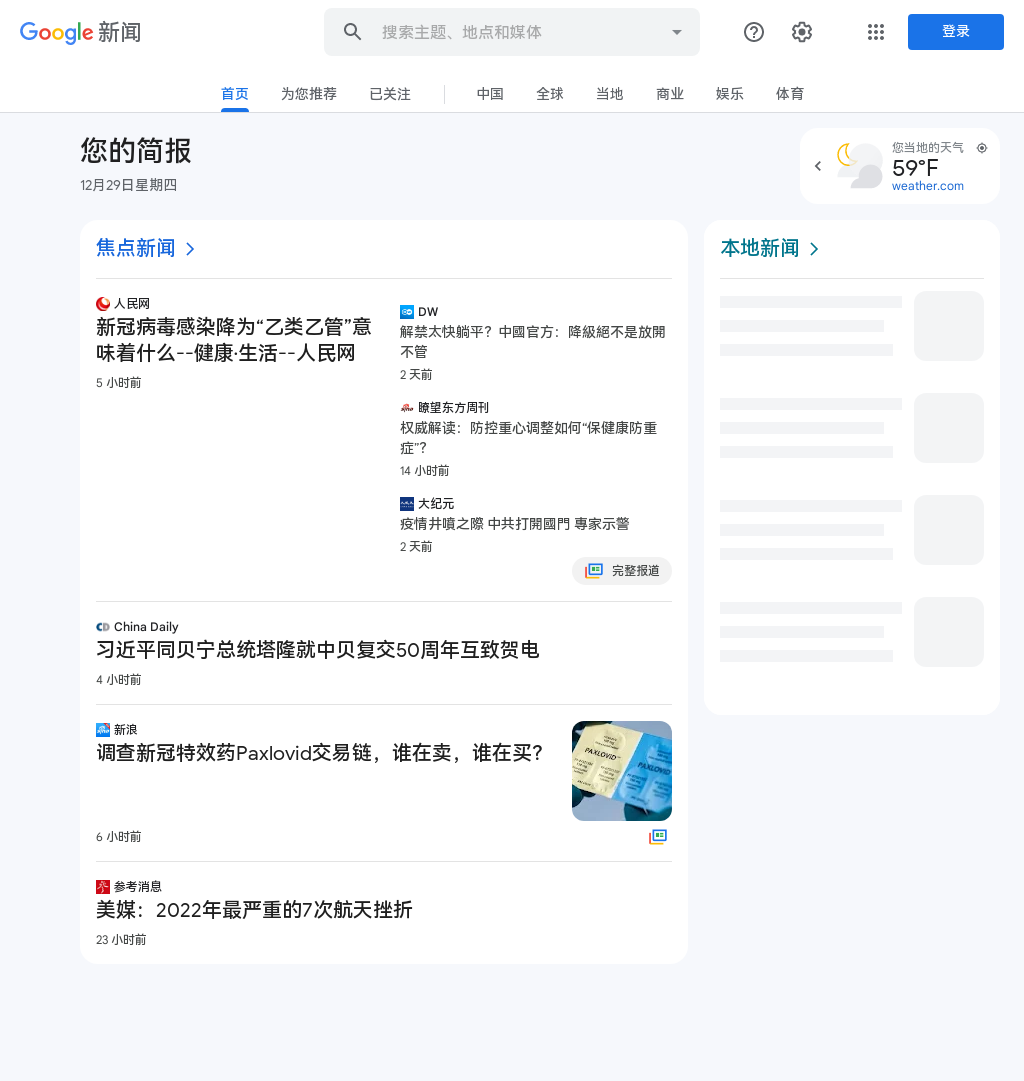 Google 新闻
搜索主题、地点和媒体
登录
首页
为您推荐
已关注
中国
全球
当地
商业
娱乐
体育
您的简报
12月29日星期四
您当地的天气
59°F
weather.com
焦点新闻
人民网
新冠病毒感染降为“乙类乙管”意
味着什么--健康·生活--人民网
5 小时前
DW
解禁太快躺平？中國官方：降級絕不是放開
不管
2 天前
瞭望东方周刊
权威解读：防控重心调整如何“保健康防重
症”？
14 小时前
大纪元
疫情井噴之際 中共打開國門 專家示警
2 天前
完整报道
China Daily
习近平同贝宁总统塔隆就中贝复交50周年互致贺电
4 小时前
新浪
调查新冠特效药Paxlovid交易链，谁在卖，谁在买？
PAXLOVID
PAXLOVID
6 小时前
参考消息
美媒：2022年最严重的7次航天挫折
23 小时前
本地新闻